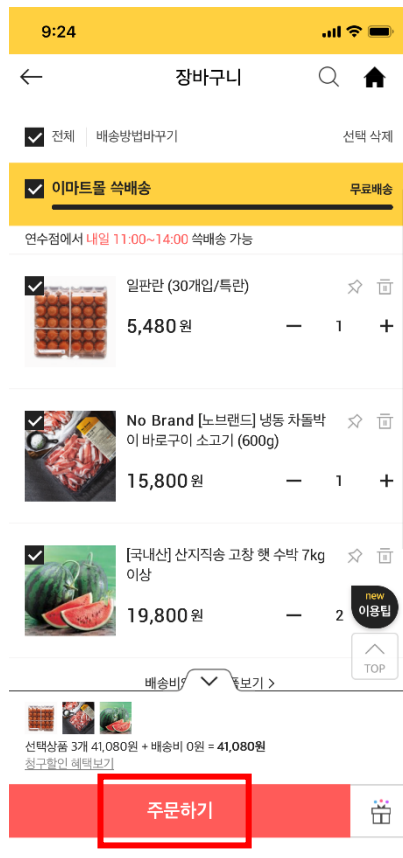 9:24
장바구니
전체 배송방법바꾸기 선택 삭제
이마트몰 쓱배송 무료배송
연수점에서 내일 11:00~14:00 쓱배송 가능
일판란 (30개입/특란)
5,480원 1
No Brand [노브랜드] 냉동 차돌박
이 바로구이 소고기 (600g)
15,800원 1
[국내산] 산지직송 고창 햇 수박 7kg
이상
new
이용팁
19,800원 2
TOP
배송비 보기 >
선택상품 3개 41,080원 + 배송비 0원 = 41,080원
청구할인 혜택보기
주문하기